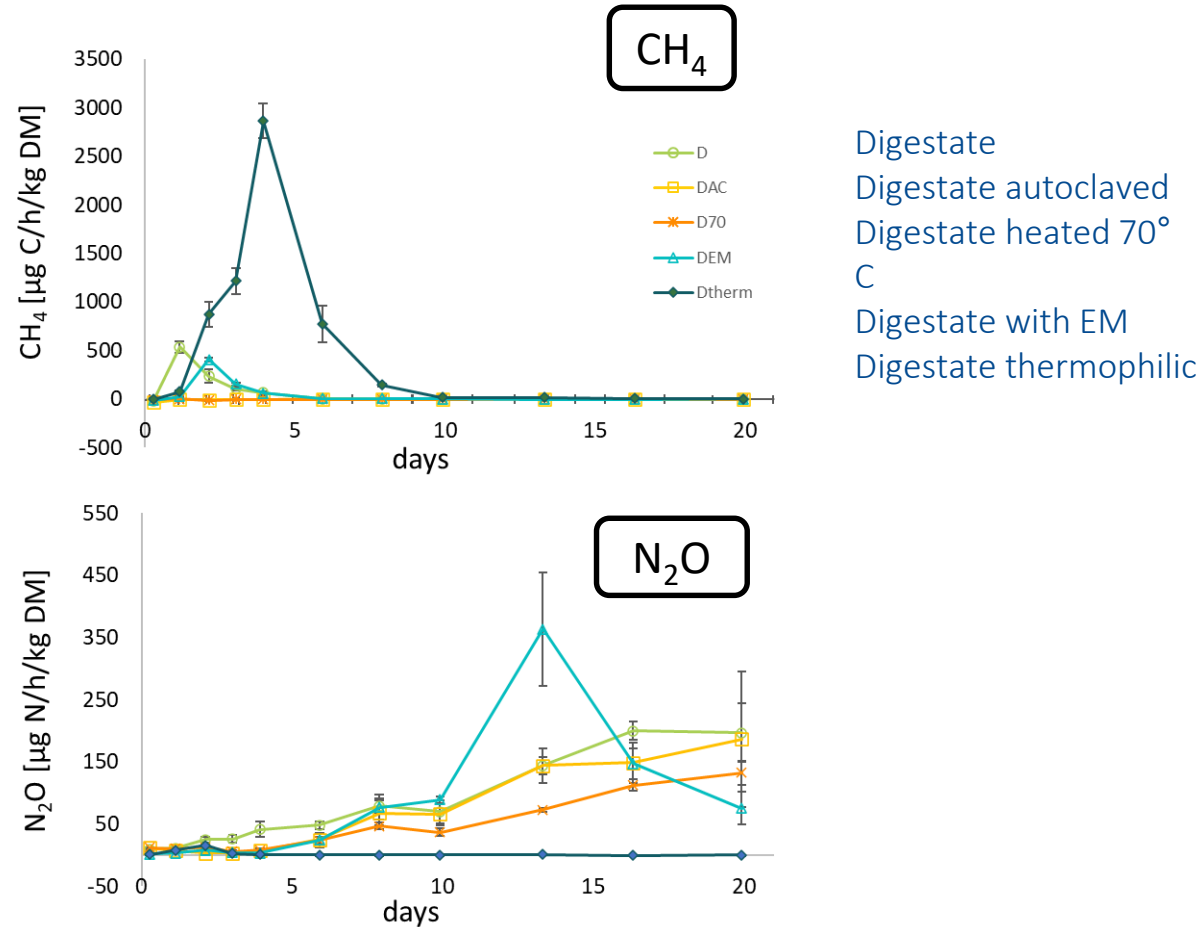 CH₄
3500
3000
2500
2000
1500
1000
500
0
-500
CH₄ [µg C/h/kg DM]
0 5 10 15 20
days
D
DAC
D70
DEM
Dtherm
Digestate
Digestate autoclaved
Digestate heated 70°
C
Digestate with EM
Digestate thermophilic
N₂O
550
450
350
250
150
50
-50
N₂O [µg N/h/kg DM]
0 5 10 15 20
days